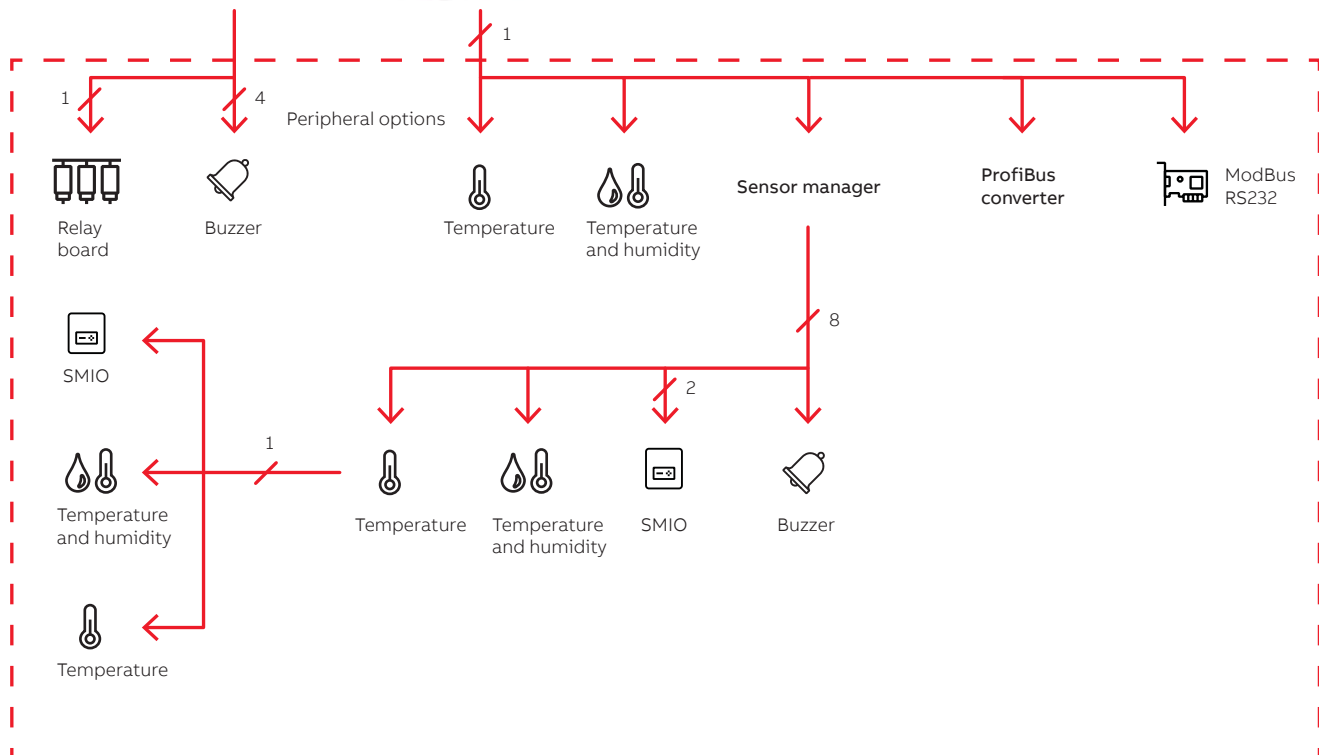 1
1
4
Peripheral options
Relay
board
Buzzer
Temperature
Temperature
and humidity
Sensor manager
ProfiBus
converter
ModBus
RS232
8
SMIO
2
1
Temperature
and humidity
Temperature
Temperature
and humidity
SMIO
Buzzer
Temperature